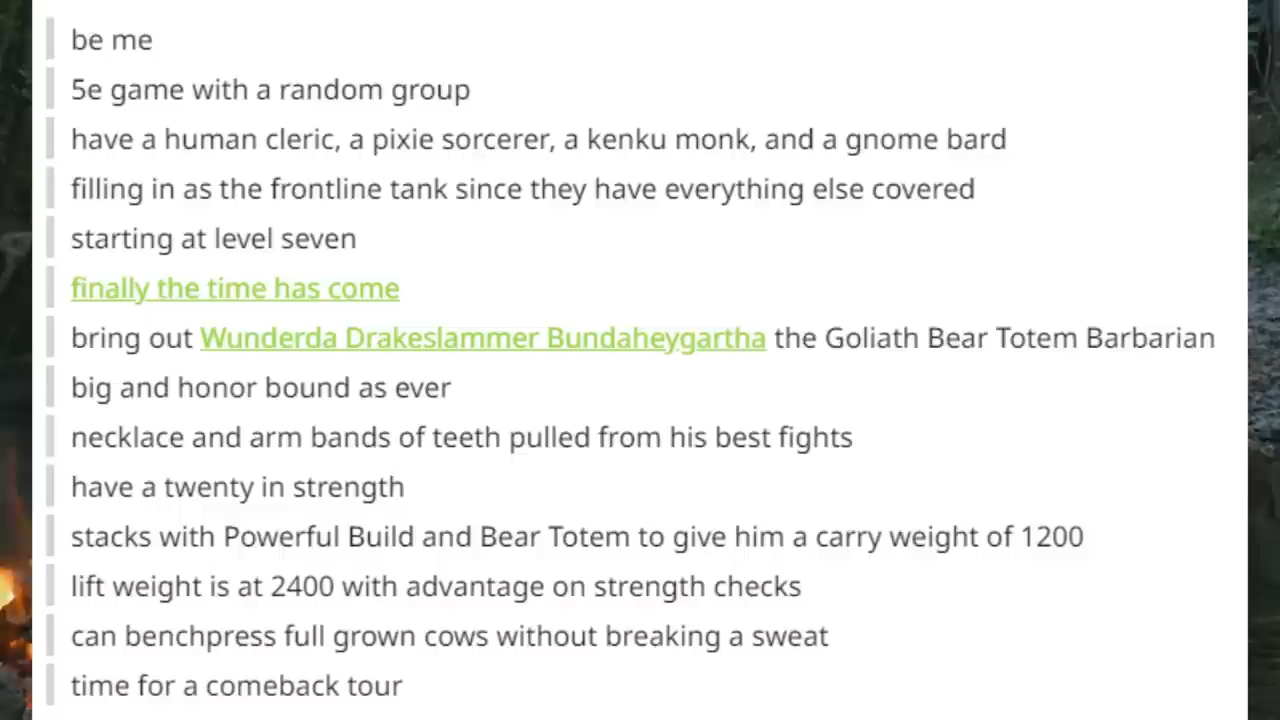 be me
5e game with a random group
have a human cleric, a pixie sorcerer, a kenku monk, and a gnome bard
filling in as the frontline tank since they have everything else covered
starting at level seven
finally the time has come
bring out Wunderda Drakeslammer Bundaheygartha the Goliath Bear Totem Barbarian
big and honor bound as ever
necklace and arm bands of teeth pulled from his best fights
have a twenty in strength
stacks with Powerful Build and Bear Totem to give him a carry weight of 1200
lift weight is at 2400 with advantage on strength checks
can benchpress full grown cows without breaking a sweat
time for a comeback tour